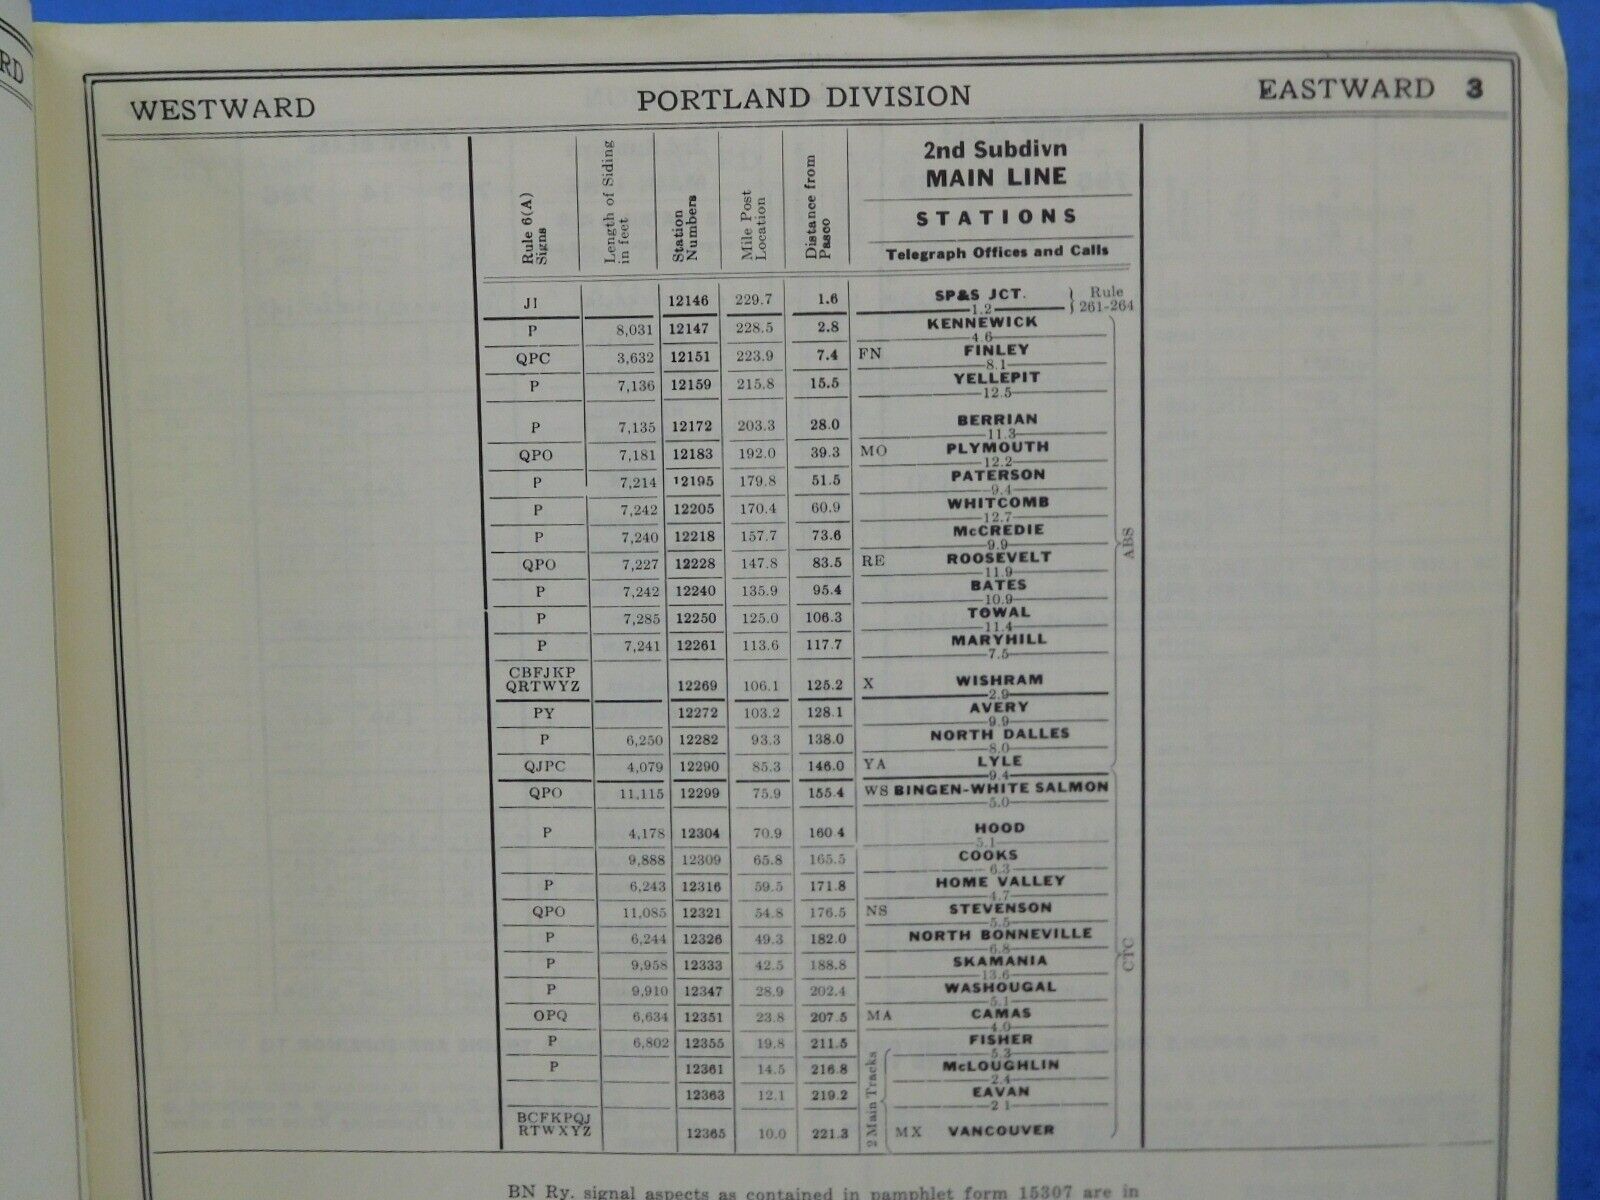 RD
WESTWARD PORTLAND DIVISION EASTWARD 3
Rule 6(A) Signs
Length of Siding in feet
Station Numbers
Mile Post Location
Distance from Pasco
2nd Subdivn
MAIN LINE
STATIONS
Telegraph Offices and Calls
JI 12146 229.7 1.6 SP&S JCT. Rule 261-264
1.2
P 8,031 12147 228.5 2.8 KENNEWICK
4.6
QPC 3,632 12151 223.9 7.4 FN FINLEY
8.1
P 7,136 12159 215.8 15.5 YELLEPIT
12.5
P 7,135 12172 203.3 28.0 BERRIAN
11.3
QPO 7,181 12183 192.0 39.3 MO PLYMOUTH
12.2
P 7,214 12195 179.8 51.5 PATERSON
9.4
P 7,242 12205 170.4 60.9 WHITCOMB
12.7
P 7,240 12218 157.7 73.6 McCREDIE
9.9
QPO 7,227 12228 147.8 83.5 RE ROOSEVELT
11.9
P 7,242 12240 135.9 95.4 BATES
10.9
P 7,285 12250 125.0 106.3 TOWAL
11.4
P 7,241 12261 113.6 117.7 MARYHILL
7.5
CBFJKP
QRTWYZ 12269 106.1 125.2 X WISHRAM
2.9
PY 12272 103.2 128.1 AVERY
9.9
P 6,250 12282 93.3 138.0 NORTH DALLES
8.0
QJPC 4,079 12290 85.3 146.0 YA LYLE
9.4
QPO 11,115 12299 75.9 155.4 WS BINGEN-WHITE SALMON
5.0
P 4,178 12304 70.9 160.4 HOOD
5.1
9,888 12309 65.8 165.5 COOKS
6.3
P 6,243 12316 59.5 171.8 HOME VALLEY
4.7
QPO 11,085 12321 54.8 176.5 NS STEVENSON
5.5
P 6,244 12326 49.3 182.0 NORTH BONNEVILLE
6.8
P 9,958 12333 42.5 188.8 SKAMANIA
13.6
P 9,910 12347 28.9 202.4 WASHOUGAL
5.1
OPQ 6,634 12351 23.8 207.5 MA CAMAS
4.0
P 6,802 12355 19.8 211.5 FISHER
5.3
P 12361 14.5 216.8 McLOUGHLIN
2.4
12363 12.1 219.2 EAVAN
2.1
BCFKPQJ
RTWXYZ 12365 10.0 221.3 MX VANCOUVER
ABS
CTC
2 Main Tracks
BN Ry. signal aspects as contained in pamphlet form 15307 are in